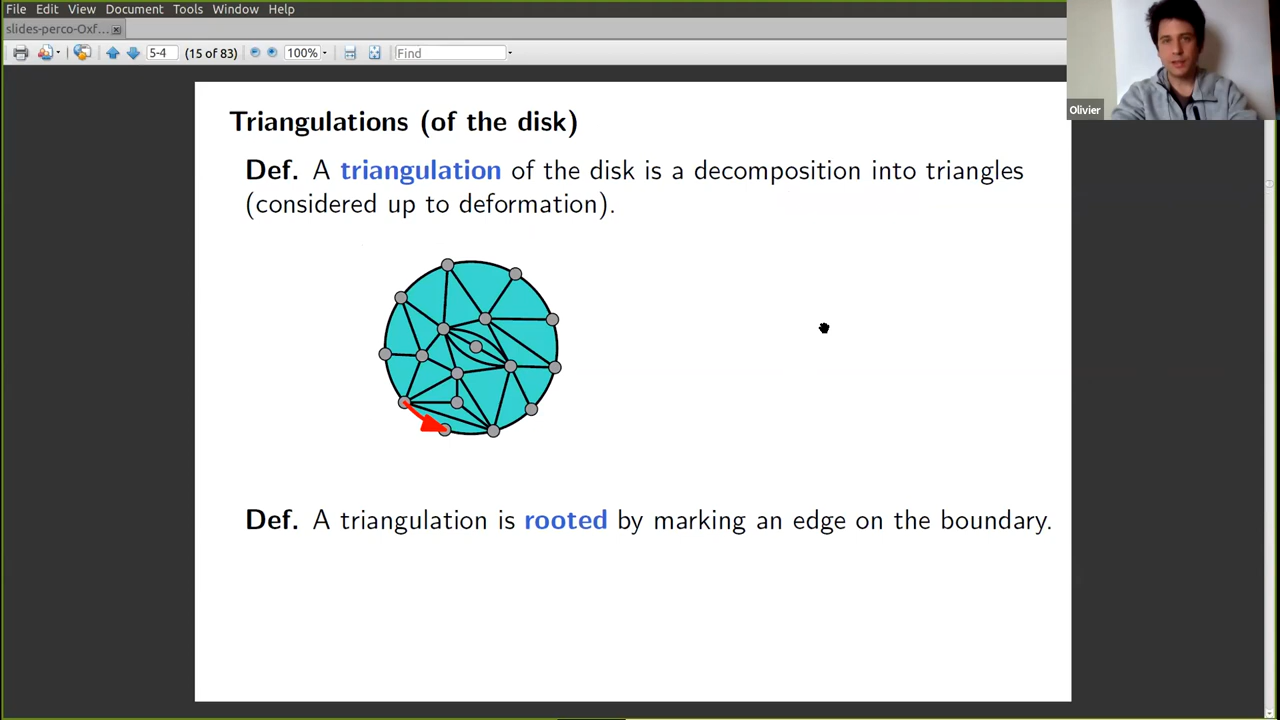 File Edit View Document Tools Window Help
slides-perco-Oxf...
5-4 (15 of 83) 100% Find
Olivier
Triangulations (of the disk)
Def. A triangulation of the disk is a decomposition into triangles
(considered up to deformation).
Def. A triangulation is rooted by marking an edge on the boundary.